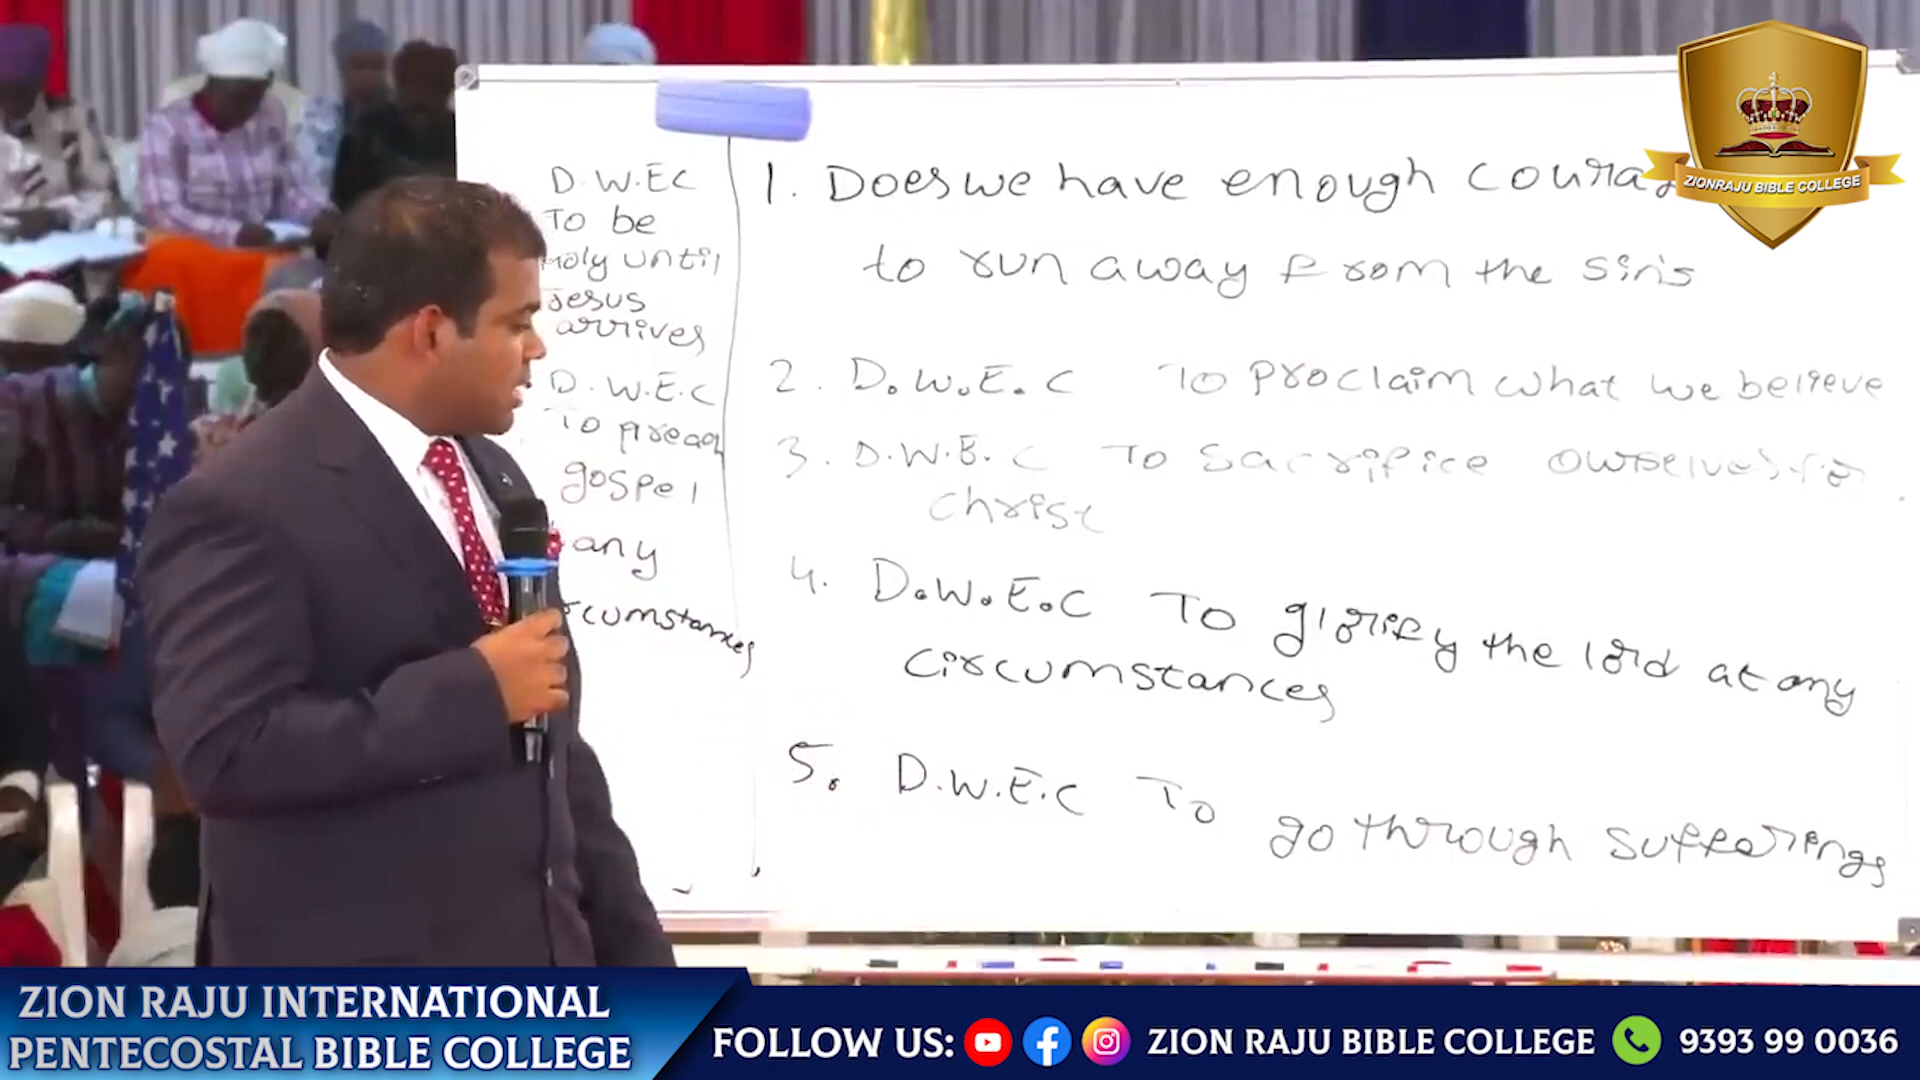 D.W.EC
To be
Holy until
Jesus
arrives
D.W.E.C
To preach
gospel
any
circumstances
1. Does we have enough courag
to run away from the sins
2. D.W.E.C To proclaim what we believe
3. D.W.E.C To sacrifice ourselves for
christ
4. D.W.E.C To glorify the lord at any
circumstances
5. D.W.E.C To go through sufferings
ZIONRAJU BIBLE COLLEGE
ZION RAJU INTERNATIONAL
PENTECOSTAL BIBLE COLLEGE
FOLLOW US: ZION RAJU BIBLE COLLEGE 9393 99 0036